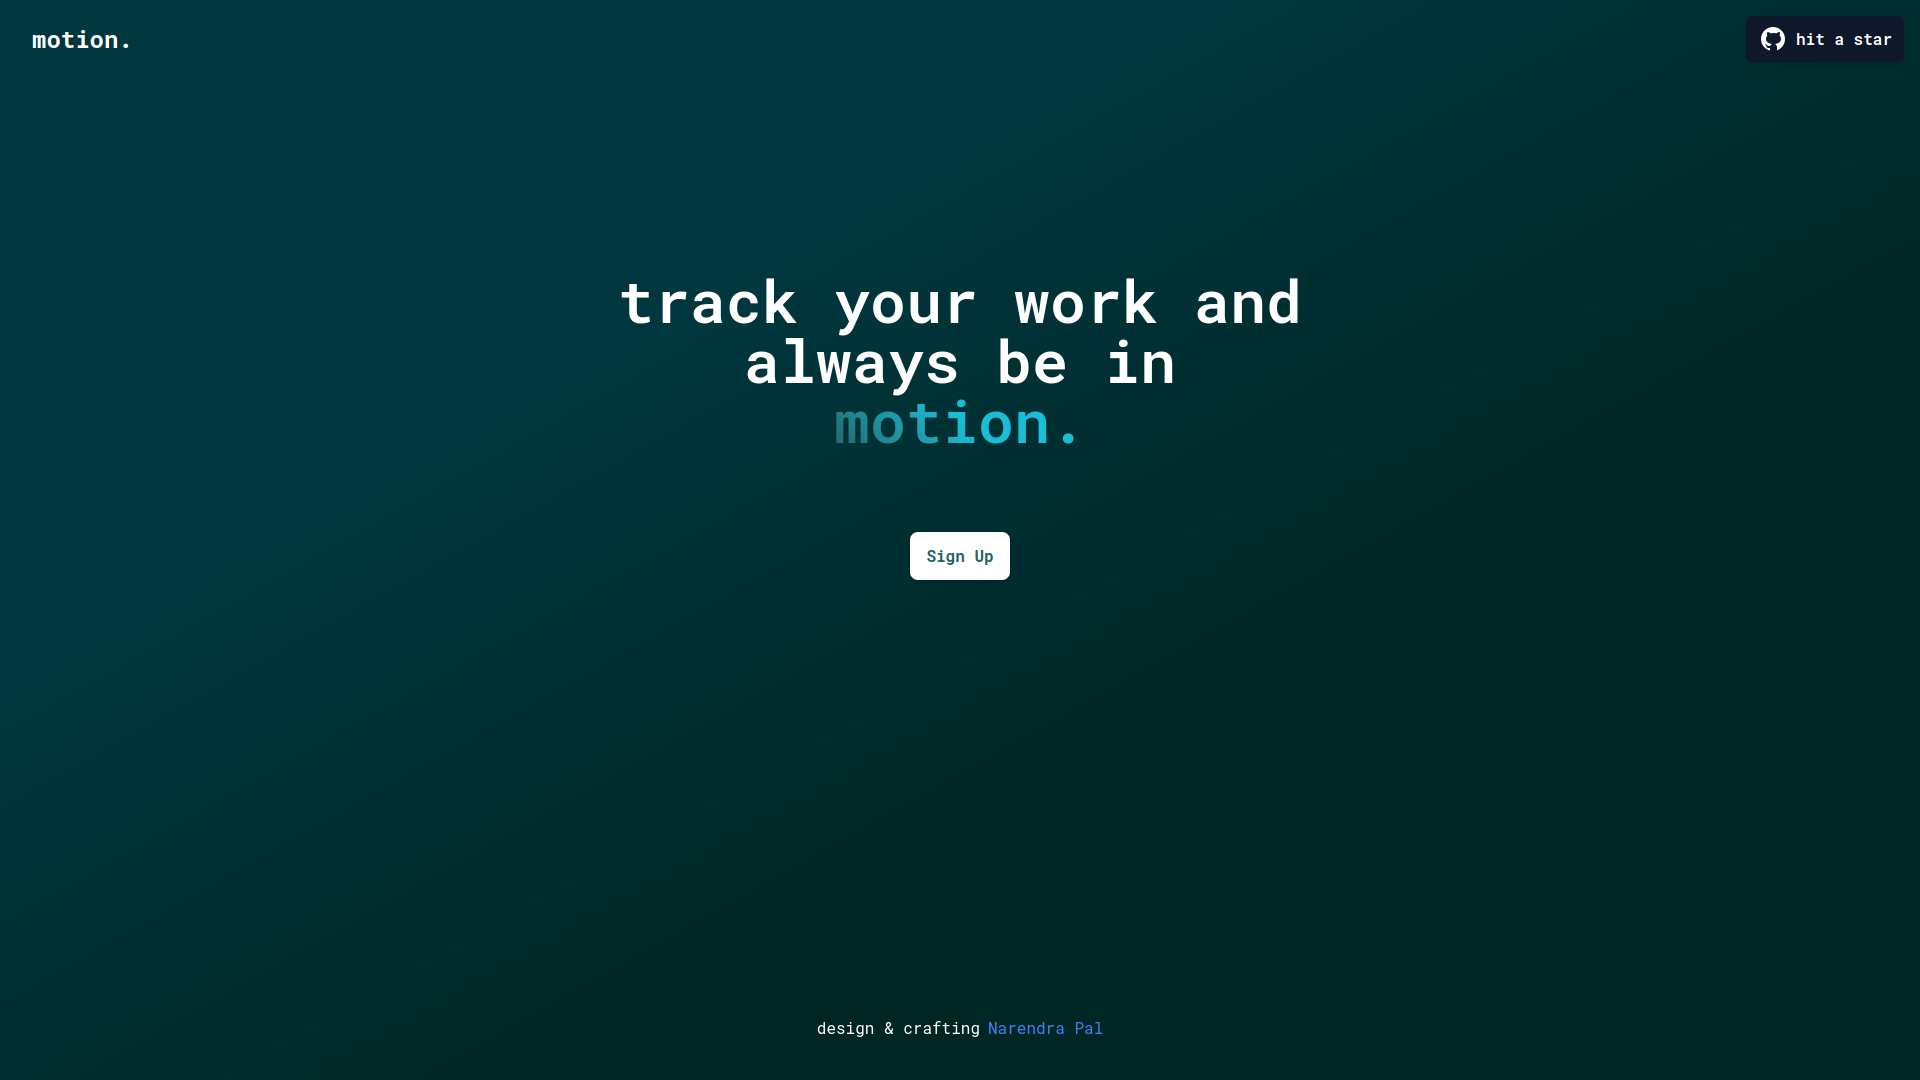 motion.
hit a star
track your work and
always be in
motion.
Sign Up
design & crafting Narendra Pal